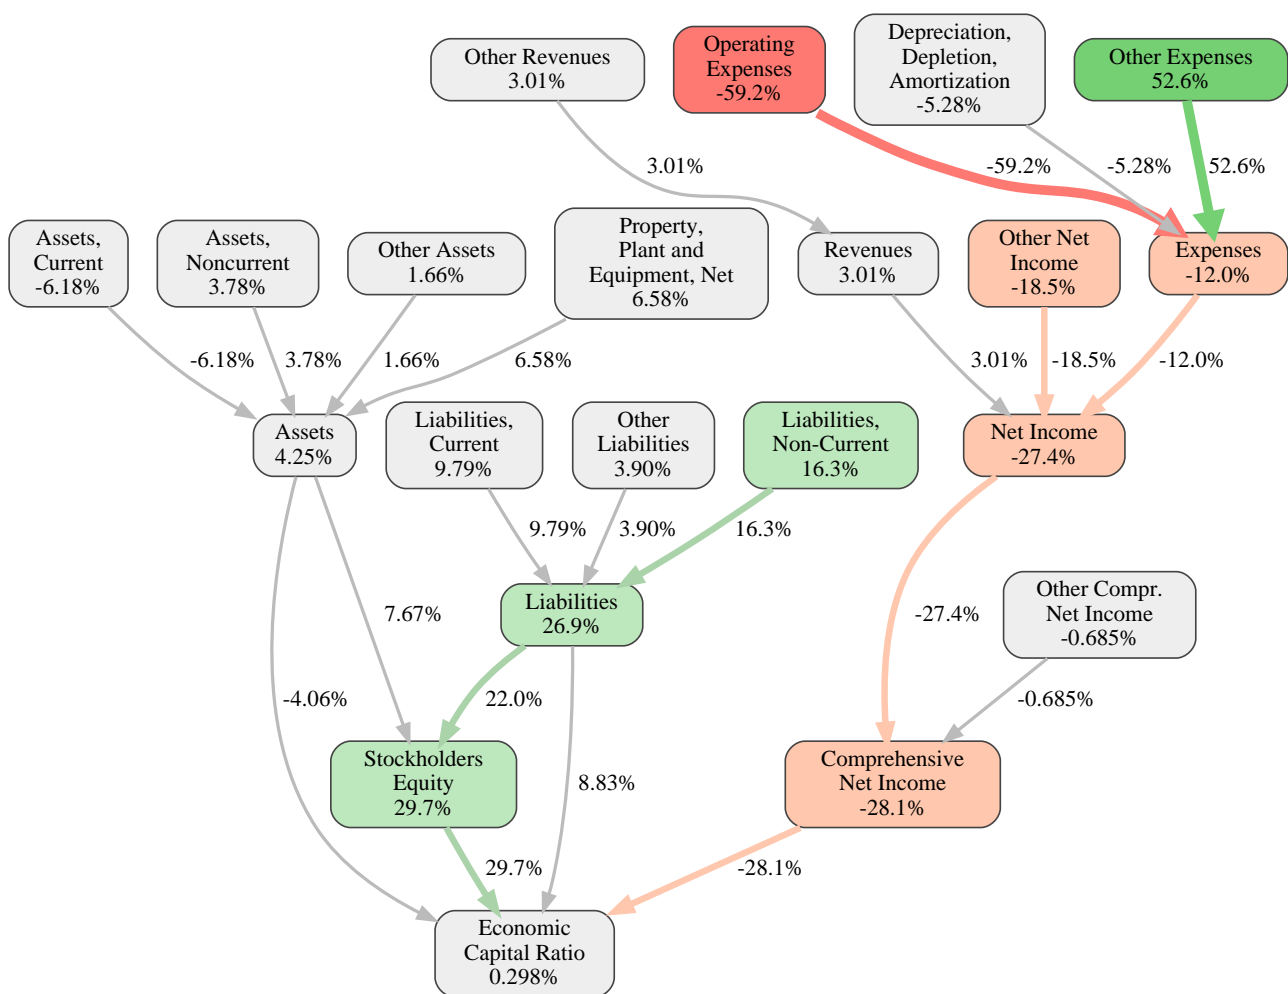 Other Revenues
3.01%
Operating
Expenses
-59.2%
Depreciation,
Depletion,
Amortization
-5.28%
Other Expenses
52.6%
3.01%
-59.2%
-5.28%
52.6%
Assets,
Current
-6.18%
Assets,
Noncurrent
3.78%
Other Assets
1.66%
Property,
Plant and
Equipment, Net
6.58%
Revenues
3.01%
Other Net
Income
-18.5%
Expenses
-12.0%
-6.18%
3.78%
1.66%
6.58%
3.01%
-18.5%
-12.0%
Assets
4.25%
Liabilities,
Current
9.79%
Other
Liabilities
3.90%
Liabilities,
Non-Current
16.3%
Net Income
-27.4%
9.79%
3.90%
16.3%
7.67%
Liabilities
26.9%
-27.4%
Other Compr.
Net Income
-0.685%
-4.06%
22.0%
-0.685%
Stockholders
Equity
29.7%
8.83%
Comprehensive
Net Income
-28.1%
29.7%
-28.1%
Economic
Capital Ratio
0.298%